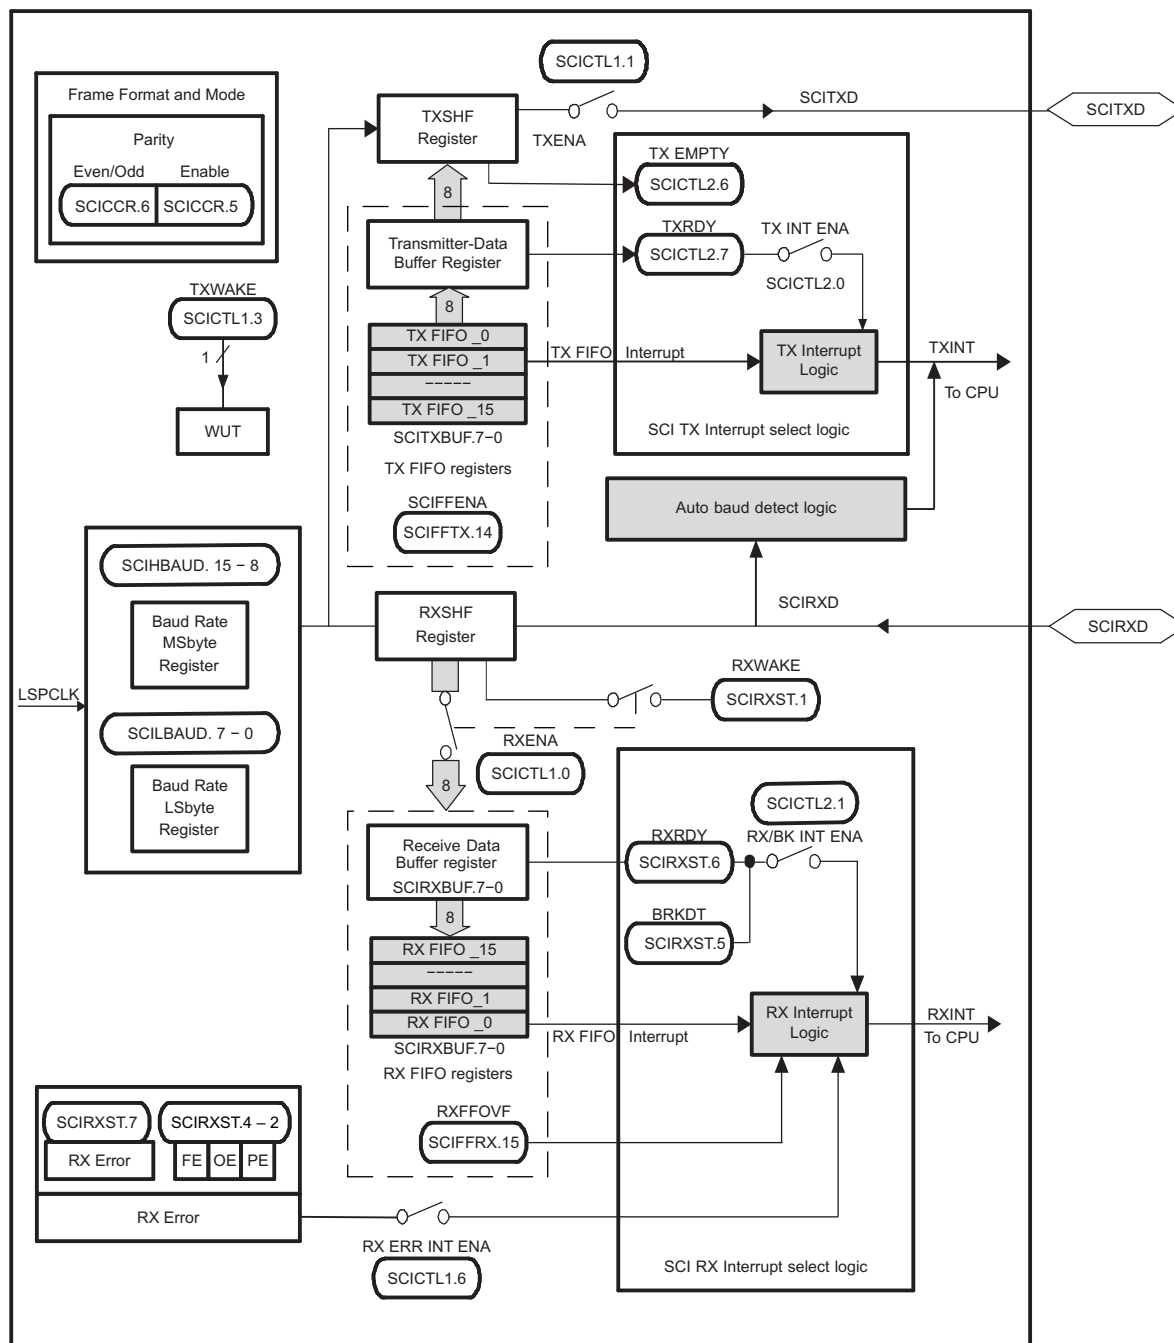 SCICTL1.1
Frame Format and Mode
Parity
Even/Odd
Enable
SCICCR.6
SCICCR.5
TXSHF
Register
TXENA
SCITXD
SCITXD
8
TX EMPTY
SCICTL2.6
TXRDY
SCICTL2.7
TX INT ENA
SCICTL2.0
Transmitter-Data
Buffer Register
8
TX FIFO _0
TX FIFO _1
−−−−−
TX FIFO _15
SCITXBUF.7−0
TX FIFO registers
SCIFFENA
SCIFFTX.14
TX FIFO Interrupt
TX Interrupt
Logic
TXINT
To CPU
SCI TX Interrupt select logic
TXWAKE
SCICTL1.3
1
WUT
Auto baud detect logic
SCIHBAUD. 15 − 8
Baud Rate
MSbyte
Register
LSPCLK
SCILBAUD. 7 − 0
Baud Rate
LSbyte
Register
RXSHF
Register
SCIRXD
SCIRXD
RXWAKE
SCIRXST.1
RXENA
SCICTL1.0
8
Receive Data
Buffer register
SCIRXBUF.7−0
8
RX FIFO _15
−−−−−
RX FIFO_1
RX FIFO _0
SCIRXBUF.7−0
RX FIFO registers
RXFFOVF
SCIFFRX.15
SCICTL2.1
RX/BK INT ENA
RXRDY
SCIRXST.6
BRKDT
SCIRXST.5
RX FIFO Interrupt
RX Interrupt
Logic
RXINT
To CPU
SCI RX Interrupt select logic
SCIRXST.7
SCIRXST.4 – 2
RX Error
FE
OE
PE
RX Error
RX ERR INT ENA
SCICTL1.6